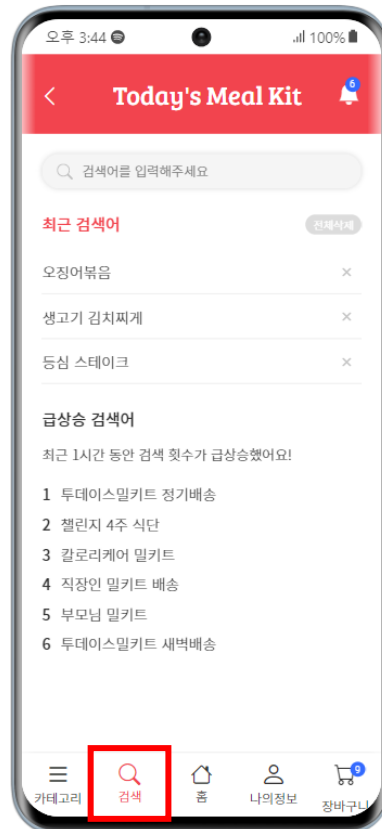 오후 3:44
100%
Today's Meal Kit
6
검색어를 입력해주세요
최근 검색어
전체삭제
오징어볶음
×
생고기 김치찌게
×
등심 스테이크
×
급상승 검색어
최근 1시간 동안 검색 횟수가 급상승했어요!
1 투데이스밀키트 정기배송
2 챌린지 4주 식단
3 칼로리케어 밀키트
4 직장인 밀키트 배송
5 부모님 밀키트
6 투데이스밀키트 새벽배송
9
카테고리
검색
홈
나의정보
장바구니